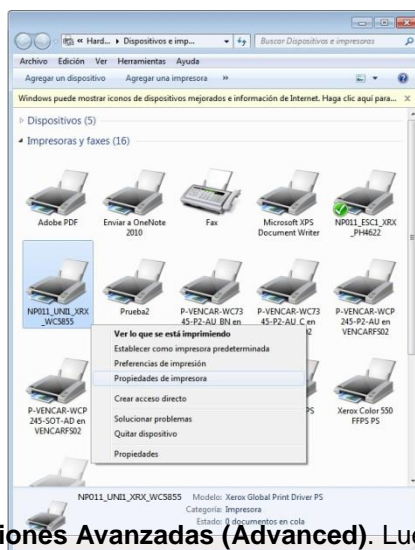 « Hard... ▸ Dispositivos e imp...
Buscar Dispositivos e impresoras
Archivo Edición Ver Herramientas Ayuda
Agregar un dispositivo Agregar una impresora »
Windows puede mostrar iconos de dispositivos mejorados e información de Internet. Haga clic aquí para...
Dispositivos (5)
Impresoras y faxes (16)
Adobe PDF
Enviar a OneNote
2010
Fax
Microsoft XPS
Document Writer
NP011_ESC1_XRX
_PH4622
NP011_UNI1_XRX
_WC5855
Prueba2
P-VENCAR-WC73
45-P2-AU BN en
P-VENCAR-WC73
45-P2-AU C en
P-VENCAR-WCP
245-P2-AU en
VENCARFS02
Ver lo que se está imprimiendo
Establecer como impresora predeterminada
Preferencias de impresión
Propiedades de impresora
Crear acceso directo
Solucionar problemas
Quitar dispositivo
Propiedades
P-VENCAR-WCP
245-SOT-AD en
VENCARFS02
PS
Xerox Color 550
FFPS PS
NP011_UNI1_XRX_WC5855 Modelo: Xerox Global Print Driver PS
Categoría: Impresora
Estado: 0 documentos en cola
iones Avanzadas (Advanced). Lue